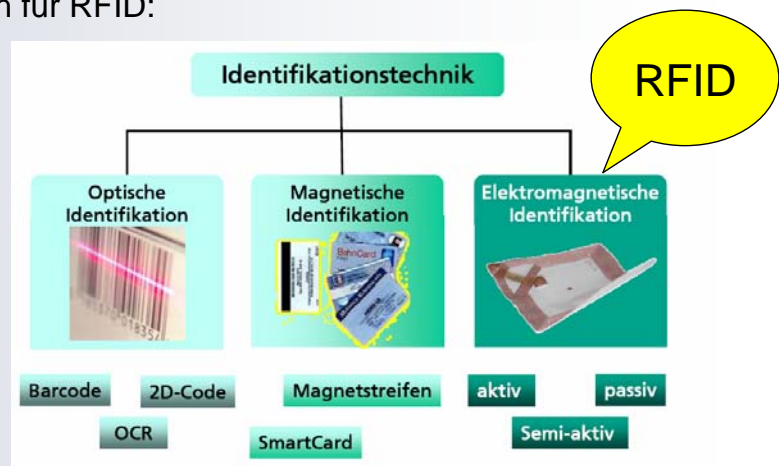 für RFID:
RFID
Identifikationstechnik
Optische
Identifikation
Magnetische
Identifikation
Elektromagnetische
Identifikation
BahnCard
Barcode
2D-Code
Magnetstreifen
aktiv
passiv
OCR
SmartCard
Semi-aktiv